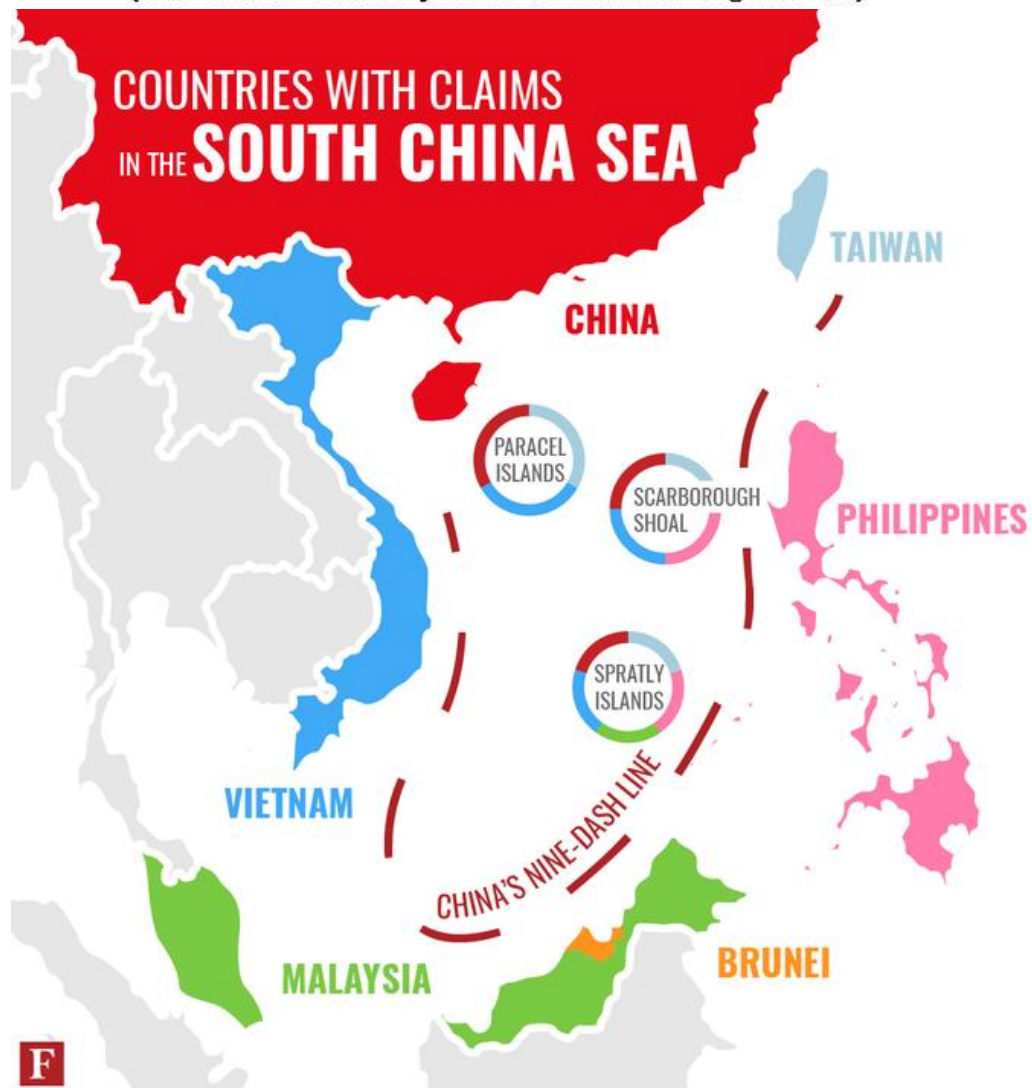 COUNTRIES WITH CLAIMS
IN THE SOUTH CHINA SEA
TAIWAN
CHINA
PARACEL
ISLANDS
SCARBOROUGH
SHOAL
PHILIPPINES
SPRATLY
ISLANDS
CHINA'S NINE-DASH LINE
VIETNAM
BRUNEI
MALAYSIA
F